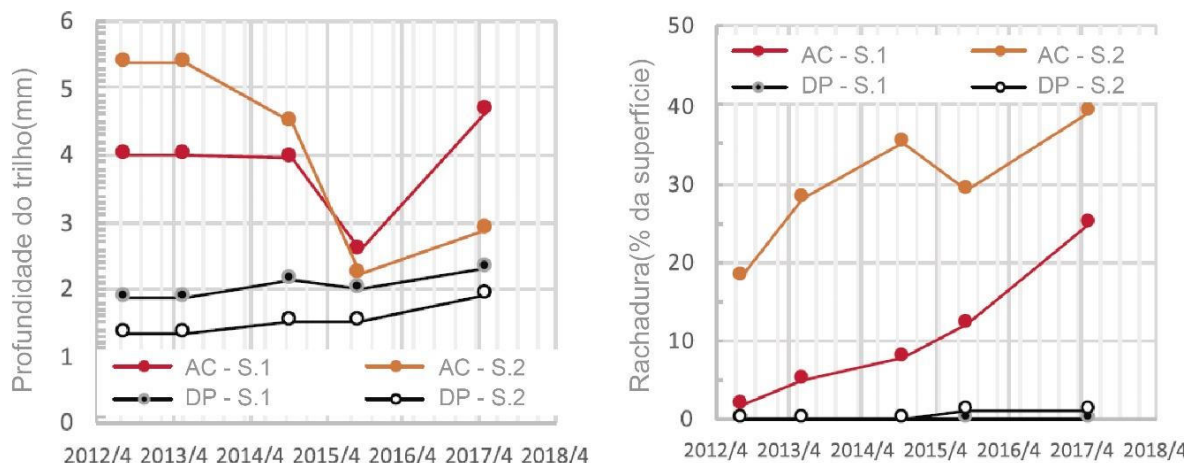 Profundidade do trilho(mm)
6
5
4
3
2
1
0
AC - S.1
AC - S.2
DP - S.1
DP - S.2
2012/4 2013/4 2014/4 2015/4 2016/4 2017/4 2018/4
Rachadura(% da superfície)
50
40
30
20
10
0
AC - S.1
AC - S.2
DP - S.1
DP - S.2
2012/4 2013/4 2014/4 2015/4 2016/4 2017/4 2018/4